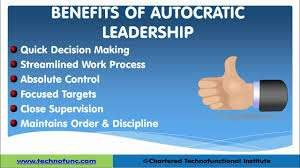 BENEFITS OF AUTOCRATIC
LEADERSHIP
Quick Decision Making
Streamlined Work Process
Absolute Control
Focused Targets
Close Supervision
Maintains Order & Discipline
www.technofunc.com
©Chartered Technofunctional Institute